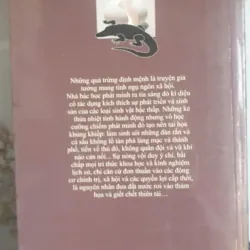 Những quả trứng định mệnh là truyện giả
tưởng mang tính ngụ ngôn xã hội.
Nhà bác học phát minh ra tia sáng đỏ kì diệu
có tác dụng kích thích sự phát triển và sinh
sản của các loại sinh vật bậc thấp. Những kẻ
thừa nhiệt tình hành động nhưng vô học
cưỡng chiếm phát minh đó tạo nên tai họa
khủng khiếp: làm sinh sôi những đàn rắn và
cá sấu khổng lồ tàn phá làng mạc và thành
phố, tiến về thủ đô, không quân đội và vũ khí
nào cản nổi... Sự nóng vội duy ý chí, bất
chấp mọi tri thức khoa học và kinh nghiệm
lịch sử, chỉ căn cứ đơn thuần vào các động
cơ chính trị, xã hội và các quyền lợi cấp thời,
là nguyên nhân đưa đất nước rơi vào thảm
họa và giết chết thiên tài...